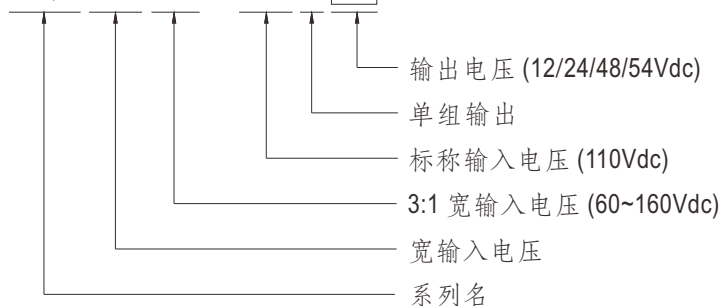 输出电压 (12/24/48/54Vdc)
单组输出
标称输入电压 (110Vdc)
3:1 宽输入电压 (60~160Vdc)
宽输入电压
系列名